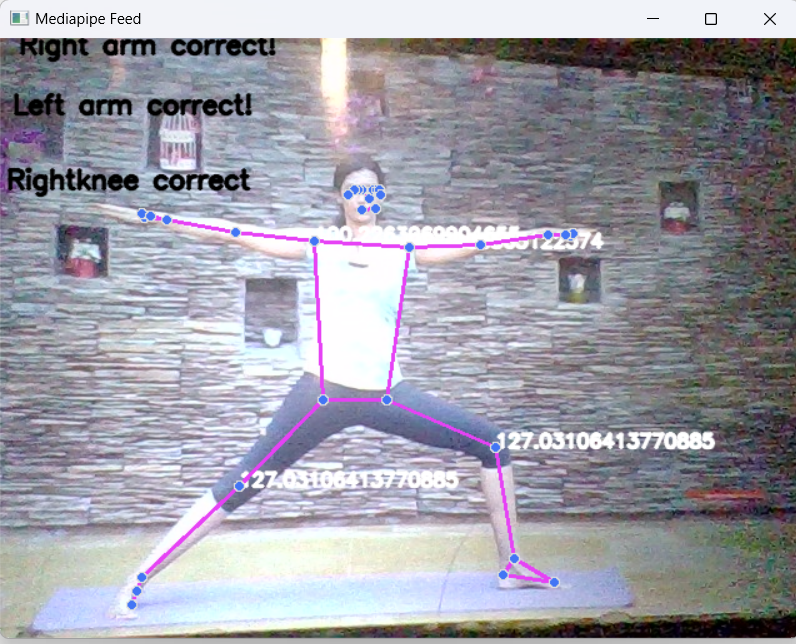 Mediapipe Feed
Right arm correct!
Left arm correct!
Rightknee correct
127.03106413770885
127.03106413770885